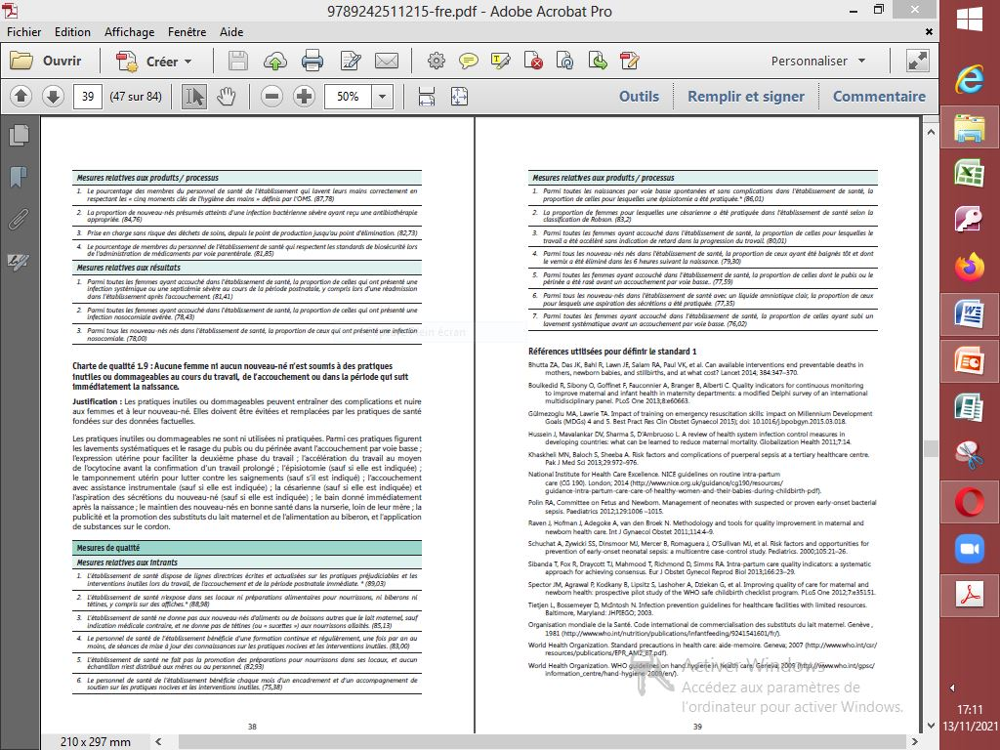 9789242511215-fre.pdf - Adobe Acrobat Pro
Fichier Edition Affichage Fenêtre Aide
Ouvrir Créer Personnaliser
39 (47 sur 84) 50% Outils Remplir et signer Commentaire
Mesures relatives aux produits / processus
1. Le pourcentage des membres du personnel de santé de l'établissement qui lavent leurs mains correctement en
respectant les « cinq moments clés de l'hygiène des mains » définis par l'OMS. (87,78)
2. La proportion de nouveau-nés présumés atteints d'une infection bactérienne sévère ayant reçu une antibiothérapie
appropriée. (84,76)
3. Prise en charge sans risque des déchets de soins, depuis le point de production jusqu'au point d'élimination. (82,73)
4. Le pourcentage de membres du personnel de l'établissement de santé qui respectent les standards de biosécurité lors
de l'administration de médicaments par voie parentérale. (81,85)
Mesures relatives aux résultats
1. Parmi toutes les femmes ayant accouché dans l'établissement de santé, la proportion de celles qui ont présenté une
infection systémique ou une septicémie sévère au cours de la période postnatale, y compris lors d'une réadmission
dans l'établissement après l'accouchement. (81,41)
2. Parmi toutes les femmes ayant accouché dans l'établissement de santé, la proportion de celles qui ont présenté une
infection nosocomiale avérée. (78,43)
3. Parmi tous les nouveau-nés dans l'établissement de santé, la proportion de ceux qui ont présenté une infection
nosocomiale. (78,00)
Charte de qualité 1.9 : Aucune femme ni aucun nouveau-né n'est soumis à des pratiques
inutiles ou dommageables au cours du travail, de l'accouchement ou dans la période qui suit
immédiatement la naissance.
Justification : Les pratiques inutiles ou dommageables peuvent entraîner des complications et nuire
aux femmes et à leur nouveau-né. Elles doivent être évitées et remplacées par les pratiques de santé
fondées sur des données factuelles.
Les pratiques inutiles ou dommageables ne sont ni utilisées ni pratiquées. Parmi ces pratiques figurent
les lavements systématiques et le rasage du pubis ou du périnée avant l'accouchement par voie basse ;
l'expression utérine pour faciliter la deuxième phase du travail ; l'accélération du travail au moyen
de l'ocytocine avant la confirmation d'un travail prolongé ; l'épisiotomie (sauf si elle est indiquée) ;
le tamponnement utérin pour lutter contre les saignements (sauf s'il est indiqué) ; l'accouchement
avec assistance instrumentale (sauf si elle est indiquée) ; la césarienne (sauf si elle est indiquée) et
l'aspiration des sécrétions du nouveau-né (sauf si elle est indiquée) ; le bain donné immédiatement
après la naissance ; le maintien des nouveau-nés en bonne santé dans la nurserie, loin de leur mère ; la
publicité et la promotion des substituts du lait maternel et de l'alimentation au biberon, et l'application
de substances sur le cordon.
Mesures de qualité
Mesures relatives aux intrants
1. L'établissement de santé dispose de lignes directrices écrites et actualisées sur les pratiques préjudiciables et les
interventions inutiles lors du travail, de l'accouchement et de la période postnatale immédiate. * (89,03)
2. L'établissement de santé n'expose dans ses locaux ni préparations alimentaires pour nourrissons, ni biberons ni
tétines, y compris sur des affiches.* (88,98)
3. L'établissement de santé ne donne pas aux nouveau-nés d'aliments ou de boissons autres que le lait maternel, sauf
indication médicale contraire, et ne donne pas de tétines (ou « sucettes ») aux nourrissons allaités. (85,13)
4. Le personnel de santé de l'établissement bénéficie d'une formation continue et régulièrement, une fois par an au
moins, de séances de mise à jour des connaissances sur les pratiques nocives et les interventions inutiles. (83,00)
5. L'établissement de santé ne fait pas la promotion des préparations pour nourrissons dans ses locaux, et aucun
échantillon n'est distribué aux mères ou au personnel. (82,93)
6. Le personnel de santé de l'établissement bénéficie chaque mois d'un encadrement et d'un accompagnement de
soutien sur les pratiques nocives et les interventions inutiles. (75,38)
38
Mesures relatives aux produits / processus
1. Parmi toutes les naissances par voie basse spontanées et sans complications dans l'établissement de santé, la
proportion de celles pour lesquelles une épisiotomie a été pratiquée.* (86,01)
2. La proportion de femmes pour lesquelles une césarienne a été pratiquée dans l'établissement de santé selon la
classification de Robson. (83,2)
3. Parmi toutes les femmes ayant accouché dans l'établissement de santé, la proportion de celles pour lesquelles le
travail a été accéléré sans indication de retard dans la progression du travail. (80,01)
4. Parmi tous les nouveau-nés nés dans l'établissement de santé, la proportion de ceux ayant été baignés tôt et dont
le vernix a été éliminé dans les 6 heures suivant la naissance. (79,30)
5. Parmi toutes les femmes ayant accouché dans l'établissement de santé, la proportion de celles dont le pubis ou le
périnée a été rasé avant un accouchement par voie basse.. (77,59)
6. Parmi tous les nouveau-nés dans l'établissement de santé avec un liquide amniotique clair, la proportion de ceux
pour lesquels une aspiration des sécrétions a été pratiquée. (77,35)
7. Parmi toutes les femmes ayant accouché dans l'établissement de santé, la proportion de celles ayant subi un
lavement systématique avant un accouchement par voie basse. (76,02)
Références utilisées pour définir le standard 1
Bhutta ZA, Das JK, Bahl R, Lawn JE, Salam RA, Paul VK, et al. Can available interventions end preventable deaths in
mothers, newborn babies, and stillbirths, and at what cost? Lancet 2014; 384:347–370.
Boulkedid R, Sibony O, Goffinet F, Fauconnier A, Branger B, Alberti C. Quality indicators for continuous monitoring
to improve maternal and infant health in maternity departments: a modified Delphi survey of an international
multidisciplinary panel. PLoS One 2013;8:e60663.
Gülmezoglu MA, Lawrie TA. Impact of training on emergency resuscitation skills: impact on Millennium Development
Goals (MDGs) 4 and 5. Best Pract Res Clin Obstet Gynaecol 2015); doi: 10.1016/j.bpobgyn.2015.03.018.
Hussein J, Mavalankar DV, Sharma S, D'Ambruoso L. A review of health system infection control measures in
developing countries: what can be learned to reduce maternal mortality. Globalization Health 2011;7:14.
Khaskheli MN, Baloch S, Sheeba A. Risk factors and complications of puerperal sepsis at a tertiary healthcare centre.
Pak J Med Sci 2013;29:972–976.
National Institute for Health Care Excellence. NICE guidelines on routine intra-partum
care (CG 190). London; 2014 (http://www.nice.org.uk/guidance/cg190/resources/
guidance-intra-partum-care-care-of-healthy-women-and-their-babies-during-childbirth-pdf).
Polin RA, Committee on Fetus and Newborn. Management of neonates with suspected or proven early-onset bacterial
sepsis. Paediatrics 2012;129:1006 –1015.
Raven J, Hofman J, Adegoke A, van den Broek N. Methodology and tools for quality improvement in maternal and
newborn health care. Int J Gynaecol Obstet 2011;114:4–9.
Schuchat A, Zywicki SS, Dinsmoor MJ, Mercer B, Romaguera J, O'Sullivan MJ, et al. Risk factors and opportunities for
prevention of early-onset neonatal sepsis: a multicentre case-control study. Pediatrics. 2000;105:21–26.
Sibanda T, Fox R, Draycott TJ, Mahmood T, Richmond D, Simms RA. Intra-partum care quality indicators: a systematic
approach for achieving consensus. Eur J Obstet Gynecol Reprod Biol 2013;166:23–29.
Spector JM, Agrawal P, Kodkany B, Lipsitz S, Lashoher A, Dziekan G, et al. Improving quality of care for maternal and
newborn health: prospective pilot study of the WHO safe childbirth checklist program. PLoS One 2012;7:e35151.
Tietjen L, Bossemeyer D, McIntosh N. Infection prevention guidelines for healthcare facilities with limited resources.
Baltimore, Maryland: JHPIEGO; 2003.
Organisation mondiale de la Santé. Code international de commercialisation des substituts du lait maternel. Genève ,
1981 (http://www.who.int/nutrition/publications/infantfeeding/9241541601/fr/).
World Health Organization. Standard precautions in health care: aide-memoire. Geneva; 2007 (http://www.who.int/csr/
resources/publications/EPR_AM2_E7.pdf).
World Health Organization. WHO guidelines on hand hygiene in health care. Geneva; 2009 (http://www.who.int/gpsc/
information_centre/hand-hygiene-2009/en/).
39
Activer Windows
Accédez aux paramètres de
l'ordinateur pour activer Windows.
210 x 297 mm
17:11
13/11/2021